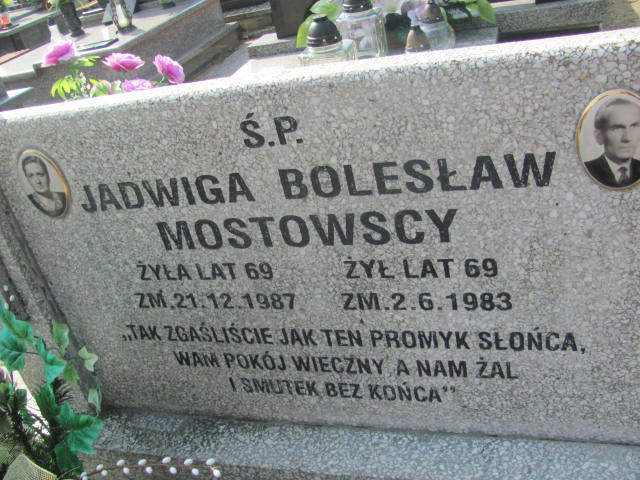 Ś.P.
JADWIGA BOLESŁAW
MOSTOWSCY
ŻYŁA LAT 69 ŻYŁ LAT 69
ZM.21.12.1987 ZM.2.6.1983
„TAK ZGAŚLIŚCIE JAK TEN PROMYK SŁOŃCA,
WAM POKÓJ WIECZNY A NAM ŻAL
I SMUTEK BEZ KOŃCA”